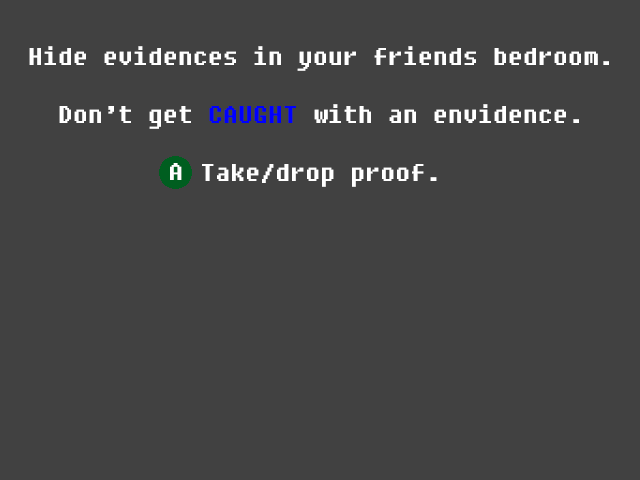 Hide evidences in your friends bedroom.
Don't get CAUGHT with an envidence.
A Take/drop proof.